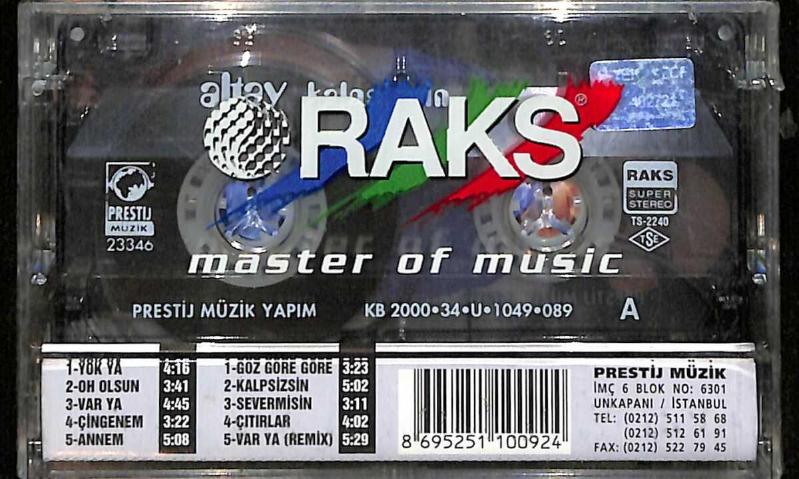 altay
RAKS®
PRESTİJ
MÜZİK
23346
RAKS
SUPER
STEREO
TS-2240
TSE
master of music
PRESTİJ MÜZİK YAPIM KB 2000•34•U•1049•089 A
1-YOK YA 4:16
2-OH OLSUN 3:41
3-VAR YA 4:45
4-ÇİNGENEM 3:22
5-ANNEM 5:08
1-GÖZ GÖRE GÖRE 3:23
2-KALPSİZSİN 5:02
3-SEVERMİSİN 3:11
4-ÇITIRLAR 4:02
5-VAR YA (REMİX) 5:29
8 695251 100924
PRESTİJ MÜZİK
İMÇ 6 BLOK NO: 6301
UNKAPANI / İSTANBUL
TEL: (0212) 511 58 68
(0212) 512 61 91
FAX: (0212) 522 79 45